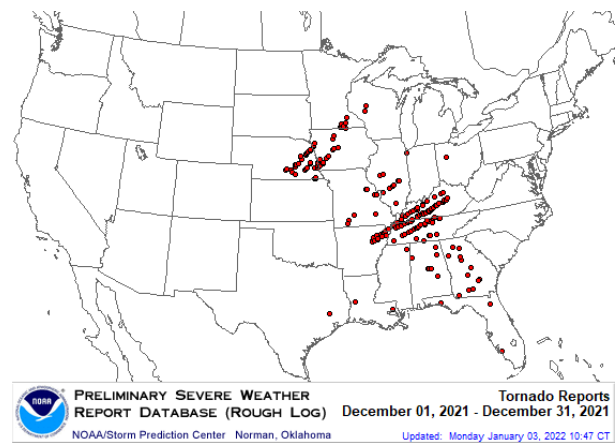 NOAA
Preliminary Severe Weather
Report Database (Rough Log)
NOAA/Storm Prediction Center Norman, Oklahoma
Tornado Reports
December 01, 2021 - December 31, 2021
Updated: Monday January 03, 2022 10:47 CT